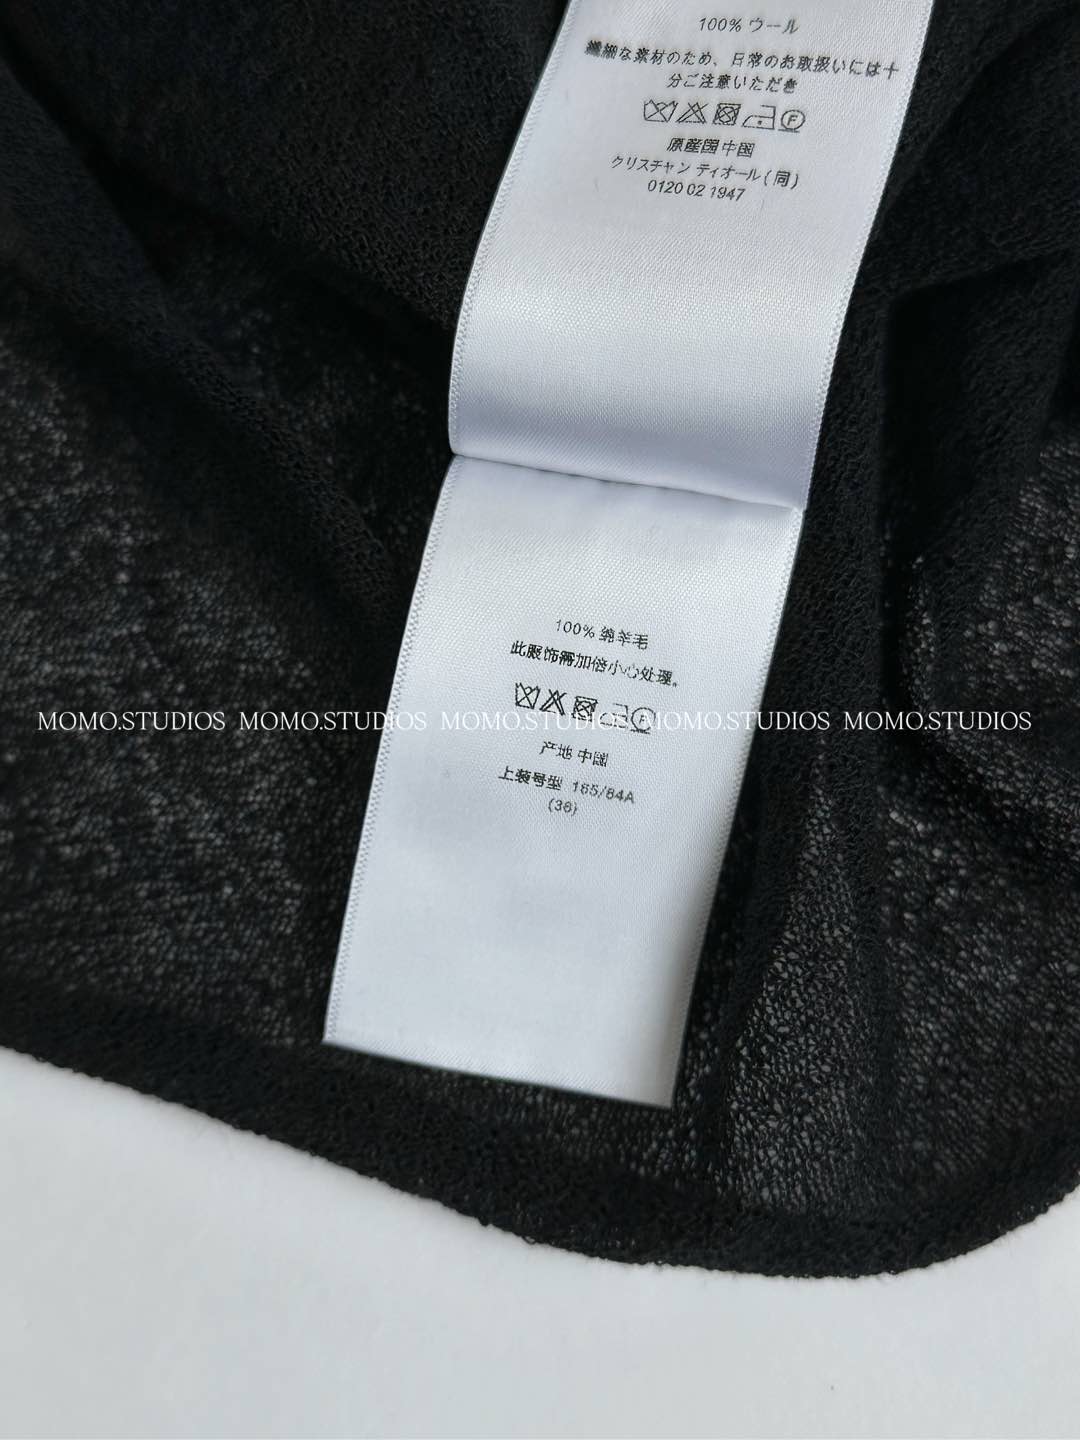 100% ウール
繊細な素材のため、日常のお取扱いには十
分ご注意いただき
F
原産国 中国
クリスチャン ディオール (同)
0120 02 1947
100% 绵羊毛
此服饰需加倍小心处理。
F
MOMO.STUDIOS MOMO.STUDIOS MOMO.STUDIOS MOMO.STUDIOS MOMO.STUDIOS
产地 中国
上装号型 165/84A
(36)